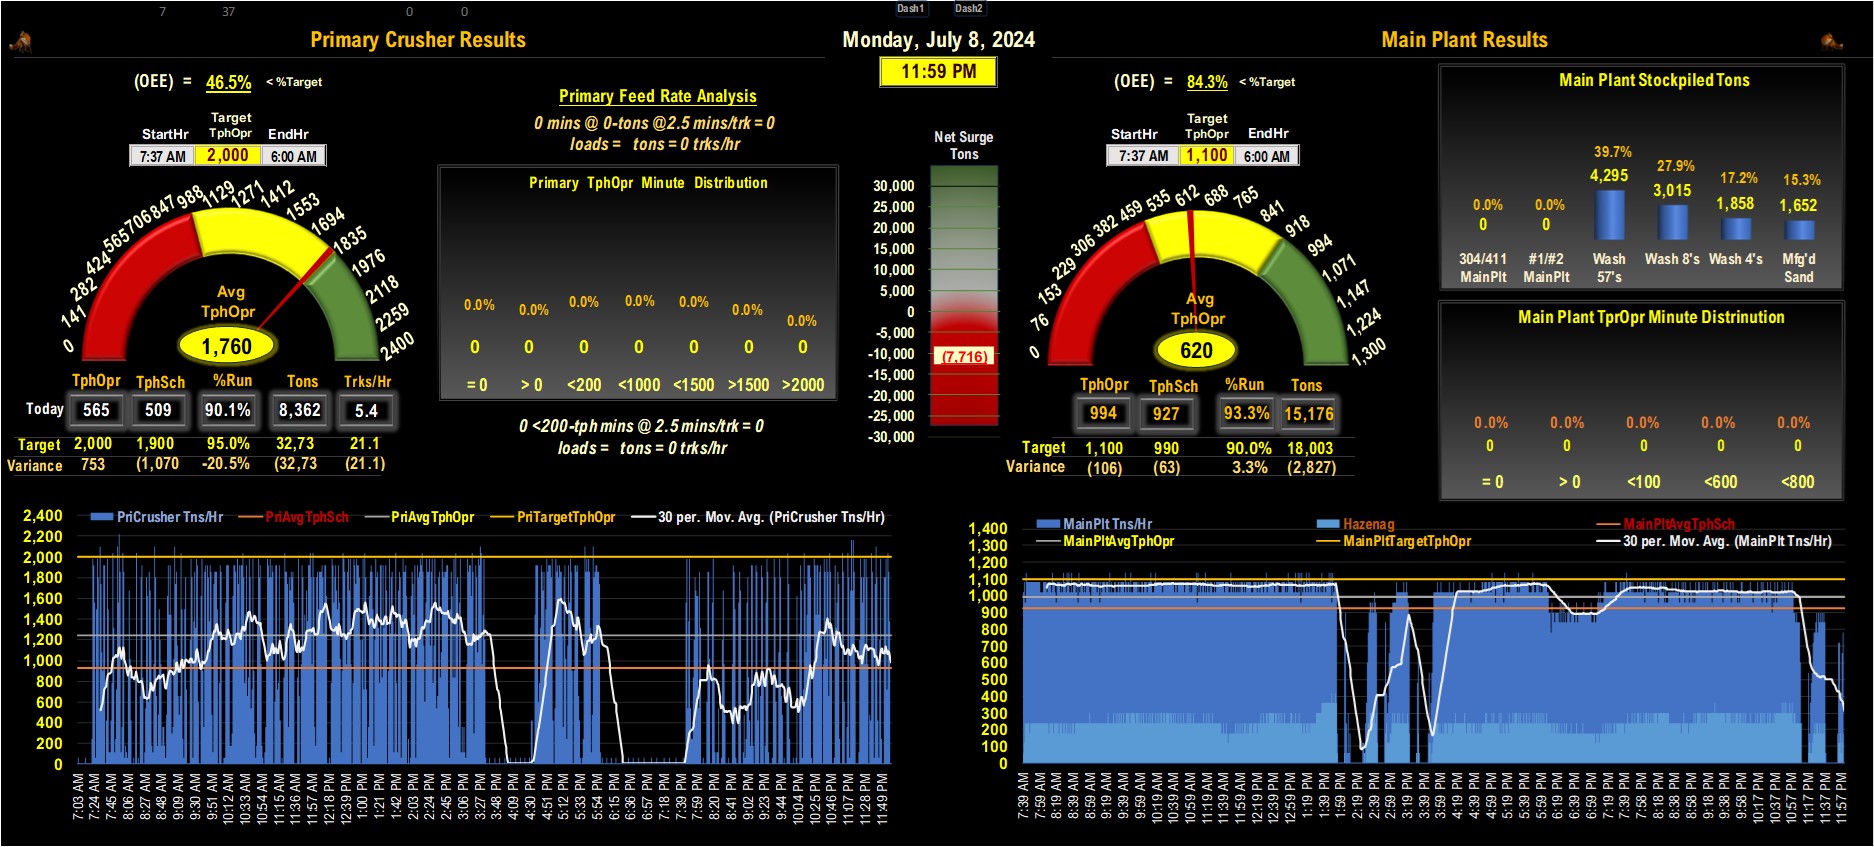 7 37 0 0 Dash1 Dash2
Primary Crusher Results
Monday, July 8, 2024
11:59 PM
Main Plant Results
(OEE) = 46.5% < %Target
StartHr Target TphOpr EndHr
7:37 AM 2,000 6:00 AM
0 141 282 424 565 706 847 988 1129 1271 1412 1553 1694 1835 1976 2118 2259 2400
Avg
TphOpr
1,760
TphOpr TphSch %Run Tons Trks/Hr
Today 565 509 90.1% 8,362 5.4
Target 2,000 1,900 95.0% 32,73 21.1
Variance 753 (1,070 -20.5% (32,73 (21.1)
Primary Feed Rate Analysis
0 mins @ 0-tons @2.5 mins/trk = 0
loads = tons = 0 trks/hr
Primary TphOpr Minute Distribution
0.0% 0.0% 0.0% 0.0% 0.0% 0.0% 0.0%
0 0 0 0 0 0 0
= 0 > 0 <200 <1000 <1500 >1500 >2000
0 <200-tph mins @ 2.5 mins/trk = 0
loads = tons = 0 trks/hr
Net Surge
Tons
30,000
25,000
20,000
15,000
10,000
5,000
0
-5,000
-10,000
-15,000
-20,000
-25,000
-30,000
(7,716)
(OEE) = 84.3% < %Target
StartHr Target TphOpr EndHr
7:37 AM 1,100 6:00 AM
0 76 153 229 306 382 459 535 612 688 765 841 918 994 1,071 1,147 1,224 1,300
Avg
TphOpr
620
TphOpr TphSch %Run Tons
994 927 93.3% 15,176
Target 1,100 990 90.0% 18,003
Variance (106) (63) 3.3% (2,827)
Main Plant Stockpiled Tons
0.0% 0.0% 39.7% 27.9% 17.2% 15.3%
0 0 4,295 3,015 1,858 1,652
304/411 MainPlt #1/#2 MainPlt Wash 57's Wash 8's Wash 4's Mfg'd Sand
Main Plant TprOpr Minute Distrinution
0.0% 0.0% 0.0% 0.0% 0.0%
0 0 0 0 0
= 0 > 0 <100 <600 <800
PriCrusher Tns/Hr PriAvgTphSch PriAvgTphOpr PriTargetTphOpr 30 per. Mov. Avg. (PriCrusher Tns/Hr)
2,400
2,200
2,000
1,800
1,600
1,400
1,200
1,000
800
600
400
200
0
7:03 AM 7:24 AM 7:45 AM 8:06 AM 8:27 AM 8:48 AM 9:09 AM 9:30 AM 9:51 AM 10:12 AM 10:33 AM 10:54 AM 11:15 AM 11:36 AM 11:57 AM 12:18 PM 12:39 PM 1:00 PM 1:21 PM 1:42 PM 2:03 PM 2:24 PM 2:45 PM 3:06 PM 3:27 PM 3:48 PM 4:09 PM 4:30 PM 4:51 PM 5:12 PM 5:33 PM 5:54 PM 6:15 PM 6:36 PM 6:57 PM 7:18 PM 7:39 PM 7:59 PM 8:20 PM 8:41 PM 9:02 PM 9:23 PM 9:44 PM 10:04 PM 10:25 PM 10:46 PM 11:07 PM 11:28 PM 11:49 PM
MainPlt Tns/Hr Hazenag MainPltAvgTphSch
MainPltAvgTphOpr MainPltTargetTphOpr 30 per. Mov. Avg. (MainPlt Tns/Hr)
1,400
1,300
1,200
1,100
1,000
900
800
700
600
500
400
300
200
100
0
7:39 AM 7:59 AM 8:19 AM 8:39 AM 8:59 AM 9:19 AM 9:39 AM 9:59 AM 10:19 AM 10:39 AM 10:59 AM 11:19 AM 11:39 AM 11:59 AM 12:19 PM 12:39 PM 12:59 PM 1:19 PM 1:39 PM 1:59 PM 2:19 PM 2:39 PM 2:59 PM 3:19 PM 3:39 PM 3:59 PM 4:19 PM 4:39 PM 4:59 PM 5:19 PM 5:39 PM 5:59 PM 6:19 PM 6:39 PM 6:59 PM 7:19 PM 7:39 PM 7:58 PM 8:18 PM 8:38 PM 8:58 PM 9:18 PM 9:38 PM 9:58 PM 10:17 PM 10:37 PM 10:57 PM 11:17 PM 11:37 PM 11:57 PM